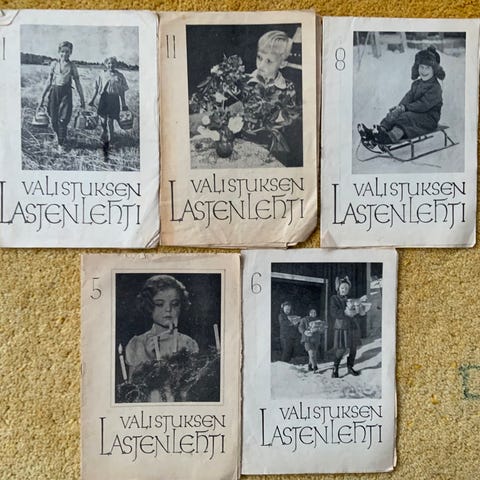 1
VALISTUKSEN
LASTENLEHTI
11
VALISTUKSEN
LASTENLEHTI
8
VALISTUKSEN
LASTENLEHTI
5
VALISTUKSEN
LASTENLEHTI
6
VALISTUKSEN
LASTENLEHTI